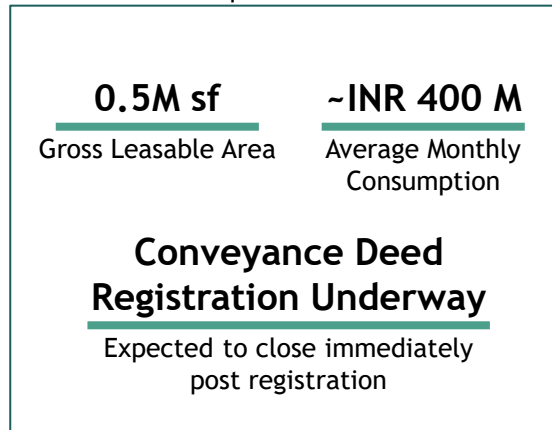 0.5M sf
Gross Leasable Area
~INR 400 M
Average Monthly
Consumption
Conveyance Deed
Registration Underway
Expected to close immediately
post registration